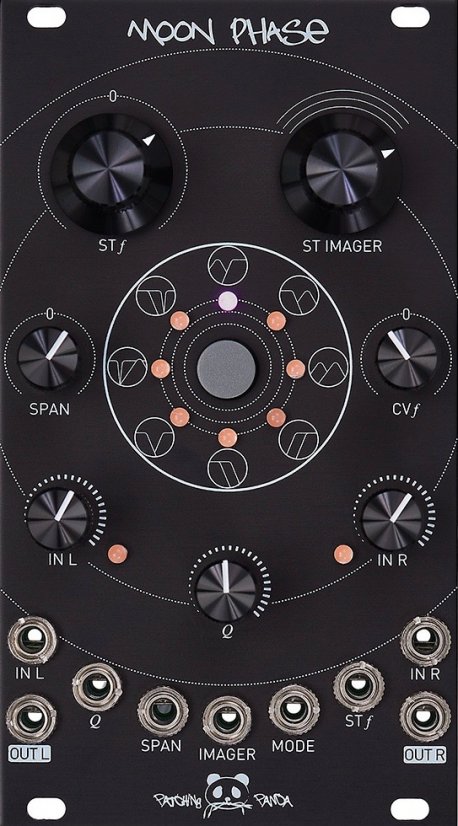 MOON PHASE
0
ST f
ST IMAGER
0
0
SPAN
CV f
IN L
IN R
Q
IN L
IN R
Q
ST f
SPAN
IMAGER
MODE
OUT L
OUT R
PATCHING PANDA